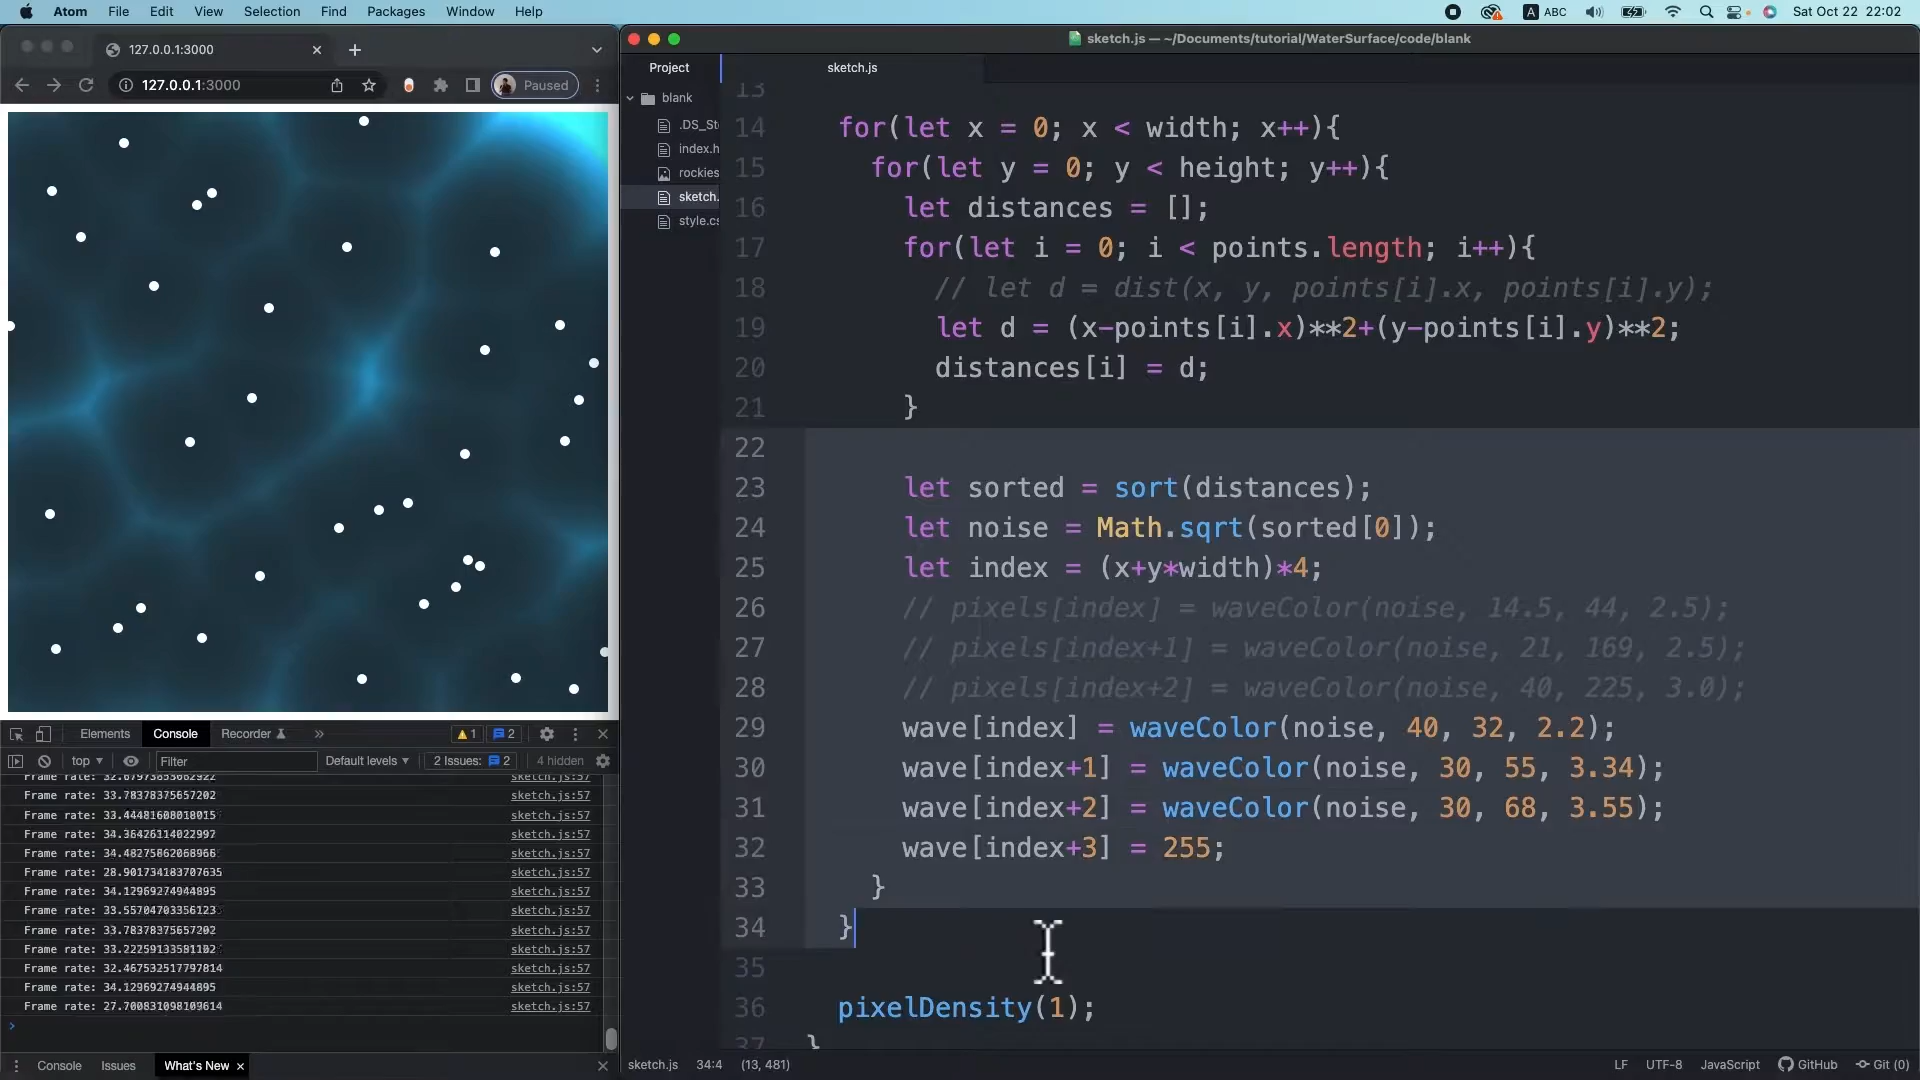 Atom File Edit View Selection Find Packages Window Help
A ABC Sat Oct 22 22:02
127.0.0.1:3000
127.0.0.1:3000 Paused
Elements Console Recorder 1 2
top Filter Default levels 2 Issues: 2 4 hidden
Frame rate: 32.67973853062922 sketch.js:57
Frame rate: 33.78378375657202 sketch.js:57
Frame rate: 33.44481608018015 sketch.js:57
Frame rate: 34.36426114022997 sketch.js:57
Frame rate: 34.48275862068966 sketch.js:57
Frame rate: 28.901734183707635 sketch.js:57
Frame rate: 34.12969274944895 sketch.js:57
Frame rate: 33.55704703356123 sketch.js:57
Frame rate: 33.78378375657202 sketch.js:57
Frame rate: 33.22259133551102 sketch.js:57
Frame rate: 32.467532517797814 sketch.js:57
Frame rate: 34.12969274944895 sketch.js:57
Frame rate: sketch.js:57
>
Console Issues What's New
sketch.js — ~/Documents/tutorial/WaterSurface/code/blank
Project
blank
.DS_St
index.h
rockies
sketch.
style.cs
sketch.js
13
14 for(let x = 0; x < width; x++){
15 for(let y = 0; y < height; y++){
16 let distances = [];
17 for(let i = 0; i < points.length; i++){
18 // let d = dist(x, y, points[i].x, points[i].y);
19 let d = (x-points[i].x)**2+(y-points[i].y)**2;
20 distances[i] = d;
21 }
22
23 let sorted = sort(distances);
24 let noise = Math.sqrt(sorted[0]);
25 let index = (x+y*width)*4;
26 // pixels[index] = waveColor(noise, 14.5, 44, 2.5);
27 // pixels[index+1] = waveColor(noise, 21, 169, 2.5);
28 // pixels[index+2] = waveColor(noise, 40, 225, 3.0);
29 wave[index] = waveColor(noise, 40, 32, 2.2);
30 wave[index+1] = waveColor(noise, 30, 55, 3.34);
31 wave[index+2] = waveColor(noise, 30, 68, 3.55);
32 wave[index+3] = 255;
33 }
34 }
35
36 pixelDensity(1);
37 }
sketch.js 34:4 (13, 481) LF UTF-8 JavaScript GitHub Git (0)